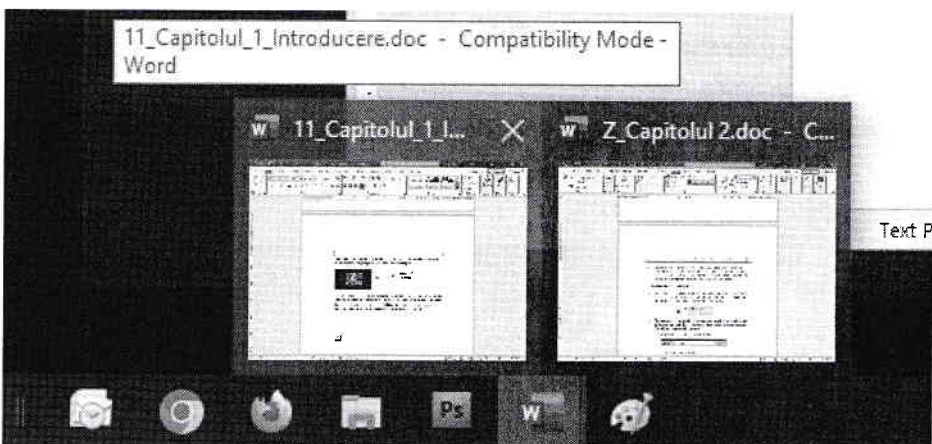 11_Capitolul_1_Introducere.doc - Compatibility Mode -
Word
11_Capitolul_1_I...
Z_Capitolul 2.doc - C...
Text P
Ps
W